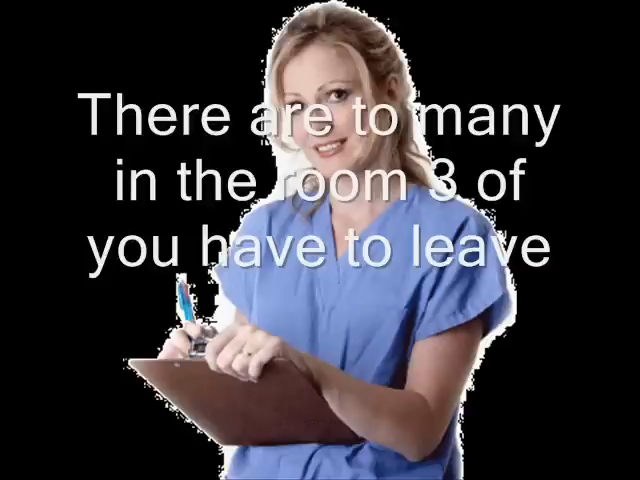 There are to many
in the room 3 of
you have to leave